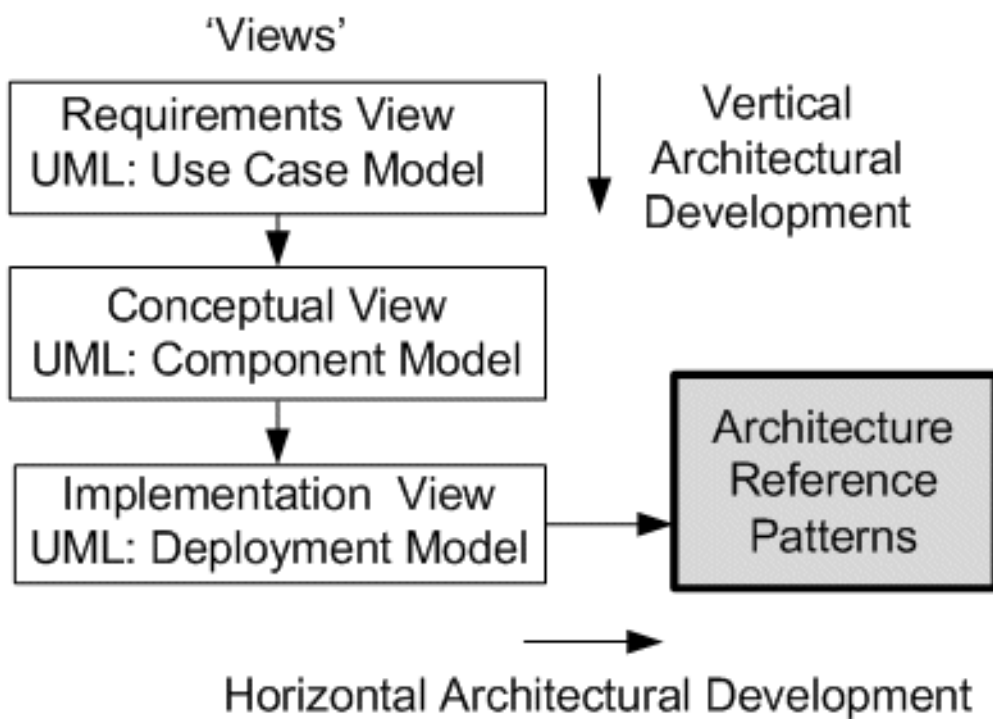 ‘Views’
Requirements View
UML: Use Case Model
Vertical
Architectural
Development
Conceptual View
UML: Component Model
Implementation View
UML: Deployment Model
Architecture
Reference
Patterns
Horizontal Architectural Development